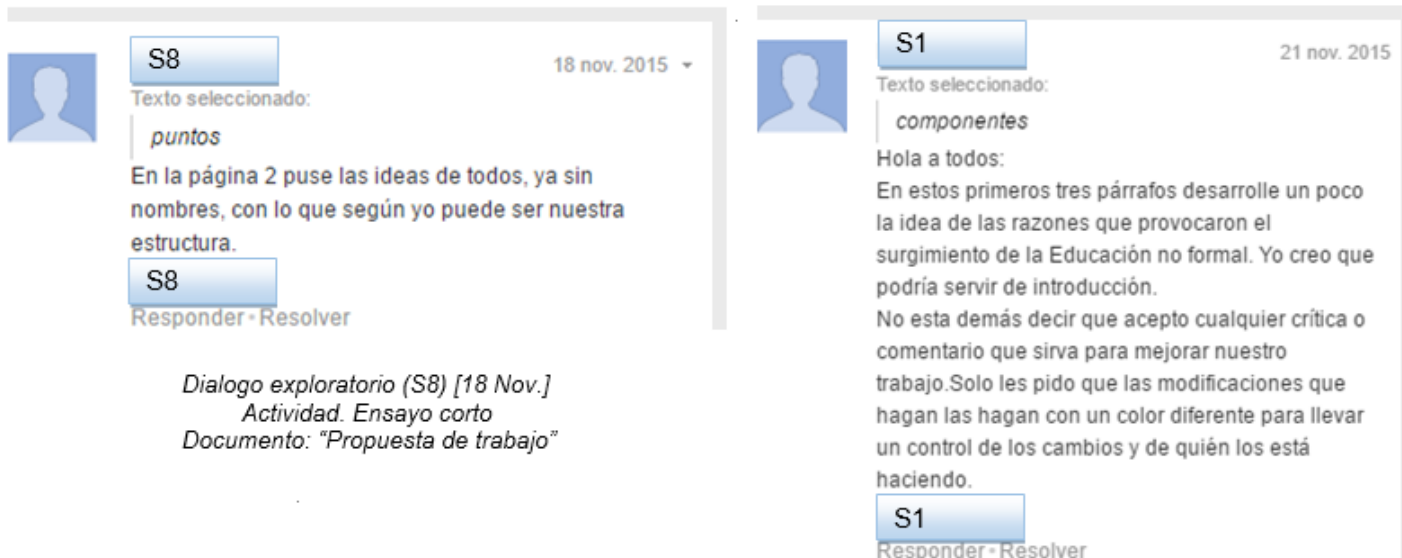 S8
18 nov. 2015
Texto seleccionado:
puntos
En la página 2 puse las ideas de todos, ya sin
nombres, con lo que según yo puede ser nuestra
estructura.
S8
Responder • Resolver
Dialogo exploratorio (S8) [18 Nov.]
Actividad. Ensayo corto
Documento: “Propuesta de trabajo”
S1
21 nov. 2015
Texto seleccionado:
componentes
Hola a todos:
En estos primeros tres párrafos desarrolle un poco
la idea de las razones que provocaron el
surgimiento de la Educación no formal. Yo creo que
podría servir de introducción.
No esta demás decir que acepto cualquier crítica o
comentario que sirva para mejorar nuestro
trabajo.Solo les pido que las modificaciones que
hagan las hagan con un color diferente para llevar
un control de los cambios y de quién los está
haciendo.
S1
Responder • Resolver